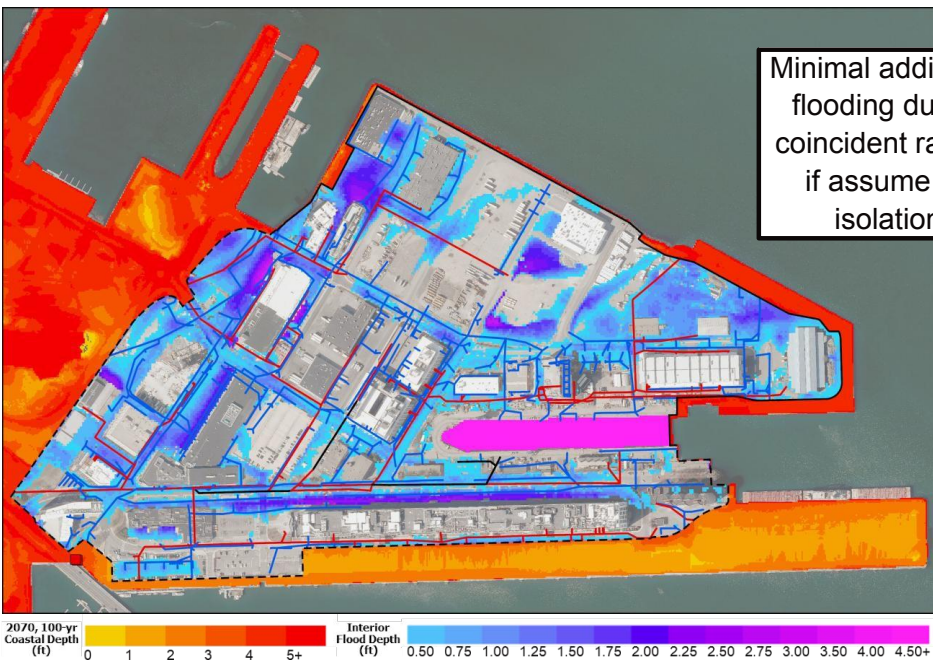 Minimal addi
flooding du
coincident ra
if assume
isolation
2070, 100-yr
Coastal Depth
(ft)
0 1 2 3 4 5+
Interior
Flood Depth
(ft)
0.50 0.75 1.00 1.25 1.50 1.75 2.00 2.25 2.50 2.75 3.00 3.50 4.00 4.50+